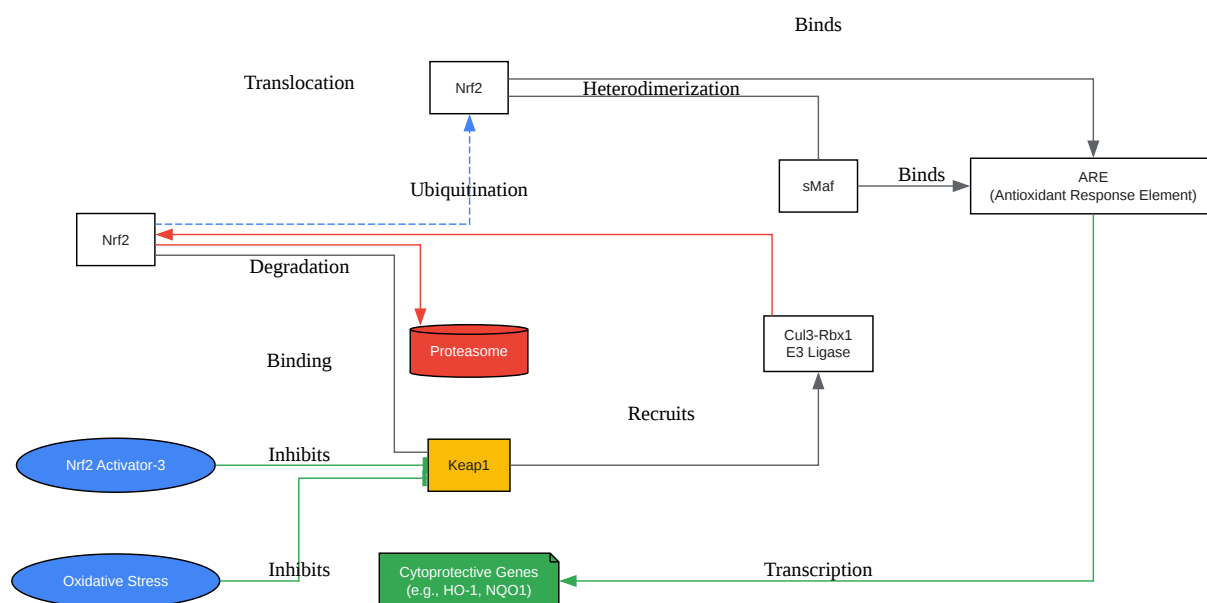 Binds
Translocation
Nrf2
Heterodimerization
sMaf
Binds
ARE
(Antioxidant Response Element)
Ubiquitination
Nrf2
Degradation
Proteasome
Cul3-Rbx1
E3 Ligase
Binding
Recruits
Nrf2 Activator-3
Inhibits
Keap1
Oxidative Stress
Inhibits
Cytoprotective Genes
(e.g., HO-1, NQO1)
Transcription